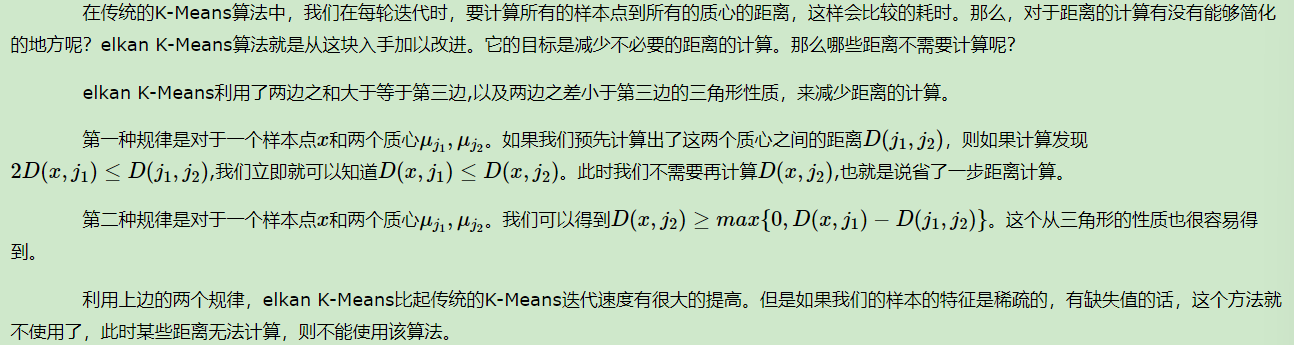 在传统的K-Means算法中，我们在每轮迭代时，要计算所有的样本点到所有的质心的距离，这样会比较的耗时。那么，对于距离的计算有没有能够简化
的地方呢？elkan K-Means算法就是从这块入手加以改进。它的目标是减少不必要的距离的计算。那么哪些距离不需要计算呢？
elkan K-Means利用了两边之和大于等于第三边,以及两边之差小于第三边的三角形性质，来减少距离的计算。
第一种规律是对于一个样本点x和两个质心μ_{j_1}, μ_{j_2}。如果我们预先计算出了这两个质心之间的距离D(j_1, j_2)，则如果计算发现
2D(x, j_1) ≤ D(j_1, j_2),我们立即就可以知道D(x, j_1) ≤ D(x, j_2)。此时我们不需要再计算D(x, j_2),也就是说省了一步距离计算。
第二种规律是对于一个样本点x和两个质心μ_{j_1}, μ_{j_2}。我们可以得到D(x, j_2) ≥ max{0, D(x, j_1) − D(j_1, j_2)}。这个从三角形的性质也很容易得
到。
利用上边的两个规律，elkan K-Means比起传统的K-Means迭代速度有很大的提高。但是如果我们的样本的特征是稀疏的，有缺失值的话，这个方法就
不使用了，此时某些距离无法计算，则不能使用该算法。